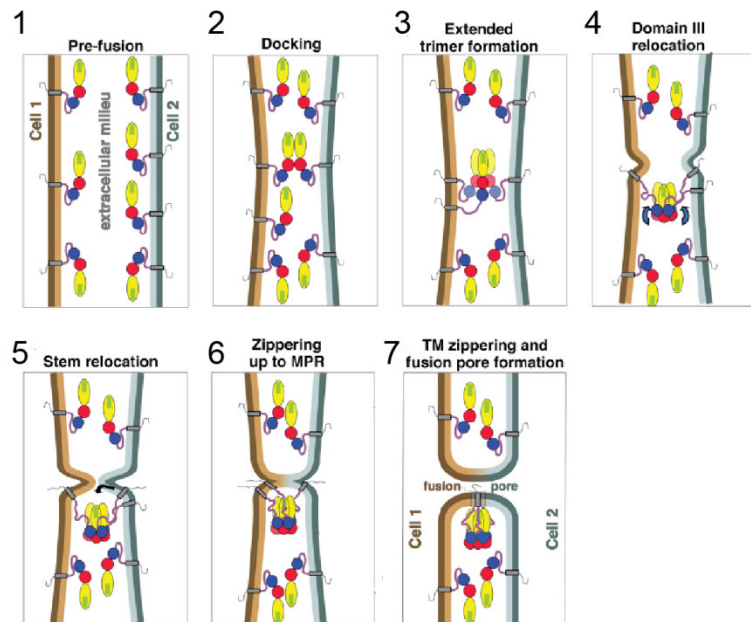 1
Pre-fusion
Cell 1
extracellular milieu
Cell 2
2
Docking
3
Extended
trimer formation
4
Domain III
relocation
5
Stem relocation
6
Zippering
up to MPR
7
TM zippering and
fusion pore formation
fusion pore
Cell 1
Cell 2